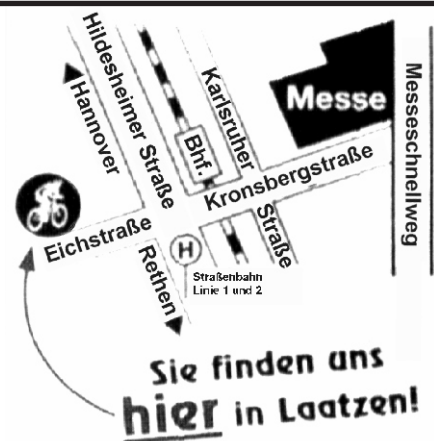 Hildesheimer Straße
Hannover
Karlsruher
Straße
Messe
Messeschnellweg
Bhf.
Kronsbergstraße
Eichstraße
H
Rethen
Straßenbahn
Linie 1 und 2
Sie finden uns
hier in Laatzen!